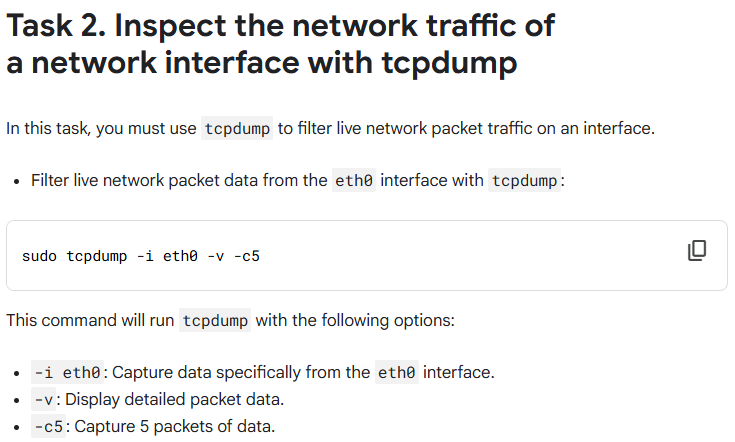 Task 2. Inspect the network traffic of
a network interface with tcpdump
In this task, you must use tcpdump to filter live network packet traffic on an interface.
• Filter live network packet data from the eth0 interface with tcpdump:
sudo tcpdump -i eth0 -v -c5
This command will run tcpdump with the following options:
• -i eth0: Capture data specifically from the eth0 interface.
• -v: Display detailed packet data.
• -c5: Capture 5 packets of data.